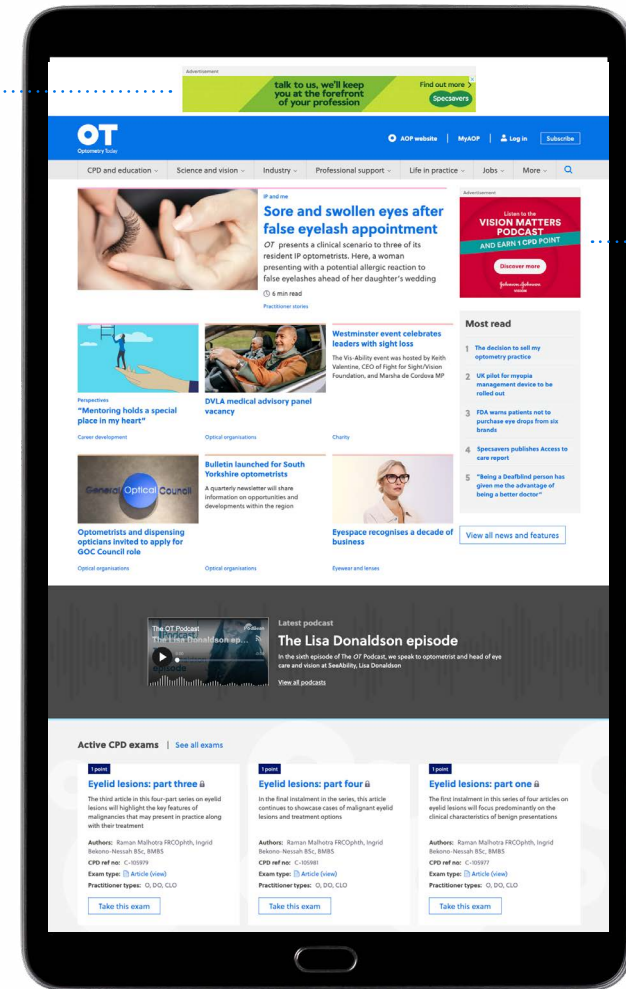 Advertisement
talk to us, we'll keep
you at the forefront
of your profession
Find out more >
Specsavers
OT
Optometry Today
AOP website | MyAOP | Log in Subscribe
CPD and education Science and vision Industry Professional support Life in practice Jobs More
IP and me
Sore and swollen eyes after
false eyelash appointment
OT presents a clinical scenario to three of its
resident IP optometrists. Here, a woman
presenting with a potential allergic reaction to
false eyelashes ahead of her daughter's wedding
6 min read
Practitioner stories
Advertisement
Listen to the
VISION MATTERS
PODCAST
AND EARN 1 CPD POINT
Discover more
Johnson & Johnson
VISION
Perspectives
"Mentoring holds a special
place in my heart"
Career development
DVLA medical advisory panel
vacancy
Optical organisations
Westminster event celebrates
leaders with sight loss
The Vis-Ability event was hosted by Keith
Valentine, CEO of Fight for Sight/Vision
Foundation, and Marsha de Cordova MP
Charity
Most read
1 The decision to sell my
optometry practice
2 UK pilot for myopia
management device to be
rolled out
3 FDA warns patients not to
purchase eye drops from six
brands
4 Specsavers publishes Access to
care report
5 "Being a Deafblind person has
given me the advantage of
being a better doctor"
View all news and features
General Optical Council
Optometrists and dispensing
opticians invited to apply for
GOC Council role
Optical organisations
Bulletin launched for South
Yorkshire optometrists
A quarterly newsletter will share
information on opportunities and
developments within the region
Optical organisations
Eyespace recognises a decade of
business
Eyewear and lenses
The OT Podcast
The Lisa Donaldson ep...
Latest podcast
The Lisa Donaldson episode
In the sixth episode of The OT Podcast, we speak to optometrist and head of eye
care and vision at SeeAbility, Lisa Donaldson
View all podcasts
Active CPD exams | See all exams
1 point
Eyelid lesions: part three
The third article in this four-part series on eyelid
lesions will highlight the key features of
malignancies that may present in practice along
with their treatment
Authors: Raman Malhotra FRCOphth, Ingrid
Bekono-Nessah BSc, BMBS
CPD ref no: C-105979
Exam type: Article (view)
Practitioner types: O, DO, CLO
Take this exam
1 point
Eyelid lesions: part four
In the final instalment in the series, this article
continues to showcase cases of malignant eyelid
lesions and treatment options
Authors: Raman Malhotra FRCOphth, Ingrid
Bekono-Nessah BSc, BMBS
CPD ref no: C-105981
Exam type: Article (view)
Practitioner types: O, DO, CLO
Take this exam
1 point
Eyelid lesions: part one
The first instalment in this series of four articles on
eyelid lesions will focus predominantly on the
clinical characteristics of benign presentations
Authors: Raman Malhotra FRCOphth, Ingrid
Bekono-Nessah BSc, BMBS
CPD ref no: C-105977
Exam type: Article (view)
Practitioner types: O, DO, CLO
Take this exam